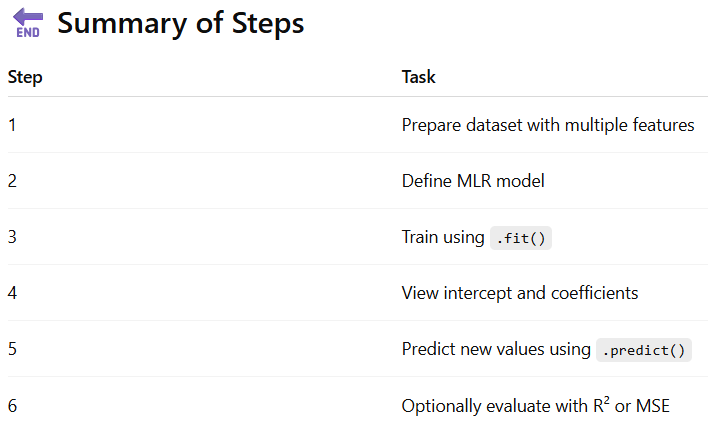 END Summary of Steps
Step Task
1 Prepare dataset with multiple features
2 Define MLR model
3 Train using .fit()
4 View intercept and coefficients
5 Predict new values using .predict()
6 Optionally evaluate with R² or MSE